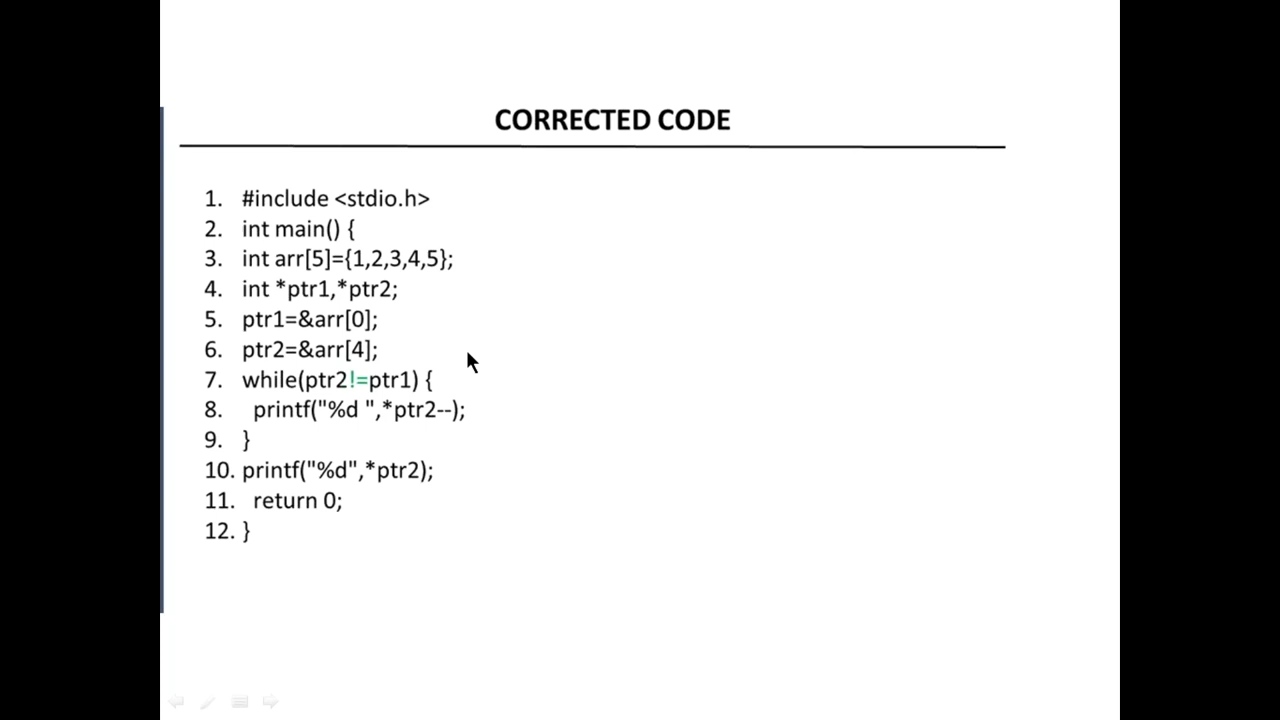 CORRECTED CODE
1. #include <stdio.h>
2. int main() {
3. int arr[5]={1,2,3,4,5};
4. int *ptr1,*ptr2;
5. ptr1=&arr[0];
6. ptr2=&arr[4];
7. while(ptr2!=ptr1) {
8. printf("%d ",*ptr2--);
9. }
10. printf("%d",*ptr2);
11. return 0;
12. }